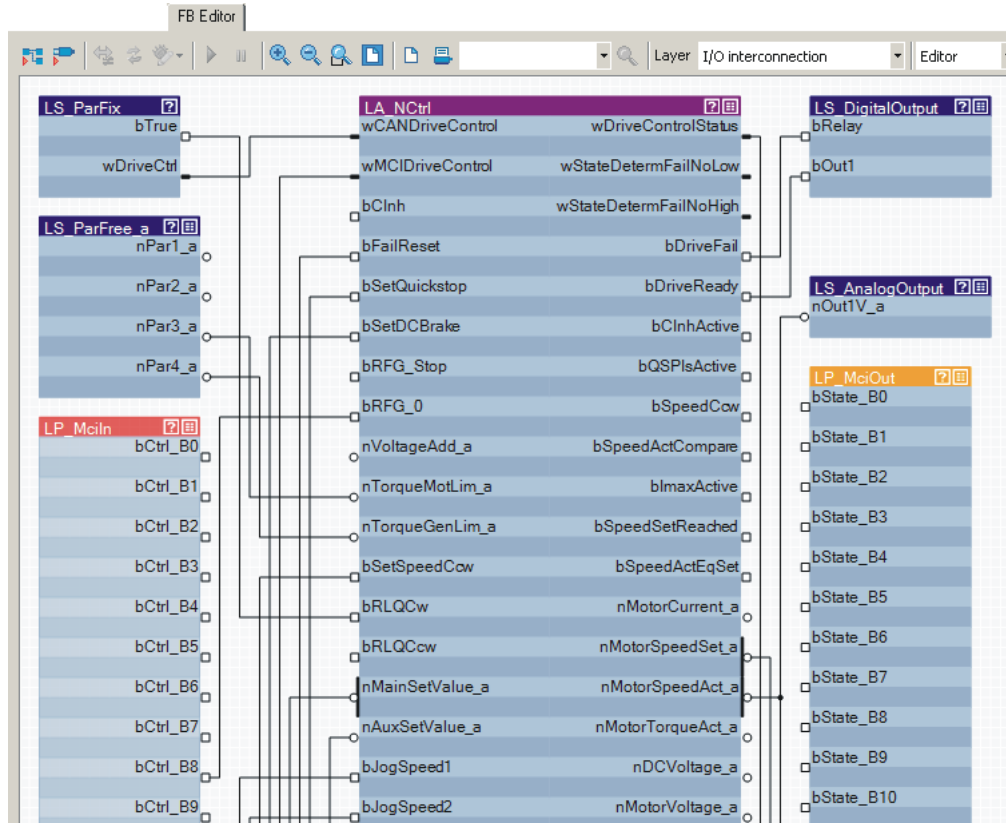 FB Editor
Layer I/O interconnection Editor
LS_ParFix
bTrue
wDriveCtrl
LS_ParFree_a
nPar1_a
nPar2_a
nPar3_a
nPar4_a
LP_MciIn
bCtrl_B0
bCtrl_B1
bCtrl_B2
bCtrl_B3
bCtrl_B4
bCtrl_B5
bCtrl_B6
bCtrl_B7
bCtrl_B8
bCtrl_B9
LA_NCtrl
wCANDriveControl wDriveControlStatus
wMCIDriveControl wStateDetermFailNoLow
bCInh wStateDetermFailNoHigh
bFailReset bDriveFail
bSetQuickstop bDriveReady
bSetDCBrake bCInhActive
bRFG_Stop bQSPIsActive
bRFG_0 bSpeedCcw
nVoltageAdd_a bSpeedActCompare
nTorqueMotLim_a bImaxActive
nTorqueGenLim_a bSpeedSetReached
bSetSpeedCcw bSpeedActEqSet
bRLQCw nMotorCurrent_a
bRLQCcw nMotorSpeedSet_a
nMainSetValue_a nMotorSpeedAct_a
nAuxSetValue_a nMotorTorqueAct_a
bJogSpeed1 nDCVoltage_a
bJogSpeed2 nMotorVoltage_a
LS_DigitalOutput
bRelay
bOut1
LS_AnalogOutput
nOut1V_a
LP_MciOut
bState_B0
bState_B1
bState_B2
bState_B3
bState_B4
bState_B5
bState_B6
bState_B7
bState_B8
bState_B9
bState_B10